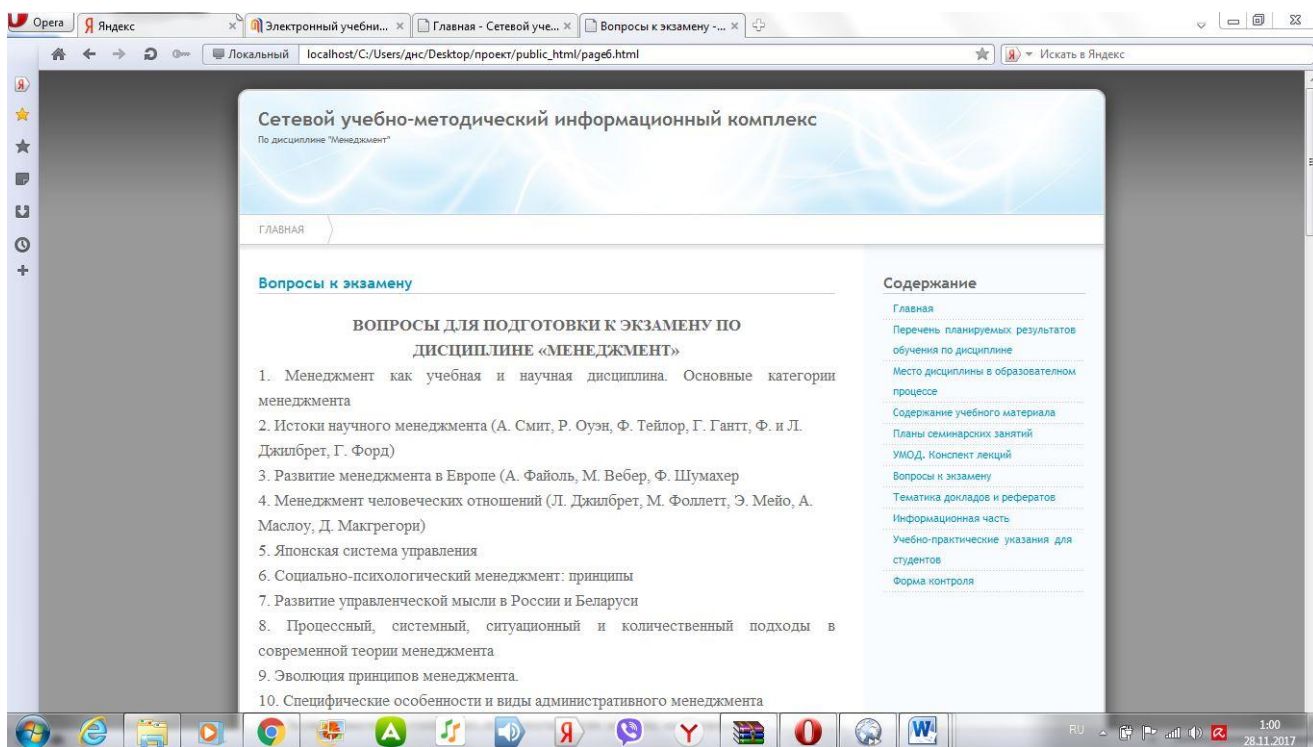 Opera
Яндекс
Электронный учебни...
Главная - Сетевой уче...
Вопросы к экзамену -...
Локальный
localhost/C:/Users/днс/Desktop/проект/public_html/page6.html
Искать в Яндекс
Сетевой учебно-методический информационный комплекс
По дисциплине "Менеджмент"
ГЛАВНАЯ
Вопросы к экзамену
ВОПРОСЫ ДЛЯ ПОДГОТОВКИ К ЭКЗАМЕНУ ПО
ДИСЦИПЛИНЕ «МЕНЕДЖМЕНТ»
1. Менеджмент как учебная и научная дисциплина. Основные категории
менеджмента
2. Истоки научного менеджмента (А. Смит, Р. Оуэн, Ф. Тейлор, Г. Гантт, Ф. и Л.
Джилбрет, Г. Форд)
3. Развитие менеджмента в Европе (А. Файоль, М. Вебер, Ф. Шумахер
4. Менеджмент человеческих отношений (Л. Джилбрет, М. Фоллетт, Э. Мейо, А.
Маслоу, Д. Макгрегори)
5. Японская система управления
6. Социально-психологический менеджмент: принципы
7. Развитие управленческой мысли в России и Беларуси
8. Процессный, системный, ситуационный и количественный подходы в
современной теории менеджмента
9. Эволюция принципов менеджмента.
10. Специфические особенности и виды административного менеджмента
Содержание
Главная
Перечень планируемых результатов
обучения по дисциплине
Место дисциплины в образователном
процессе
Содержание учебного материала
Планы семинарских занятий
УМОД. Конспект лекций
Вопросы к экзамену
Тематика докладов и рефератов
Информационная часть
Учебно-практические указания для
студентов
Форма контроля
RU
1:00
28.11.2017